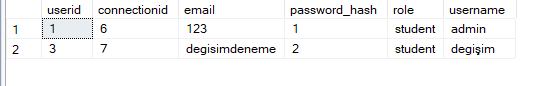 userid connectionid email password_hash role username
1 1 6 123 1 student admin
2 3 7 degisimdeneme 2 student degişim